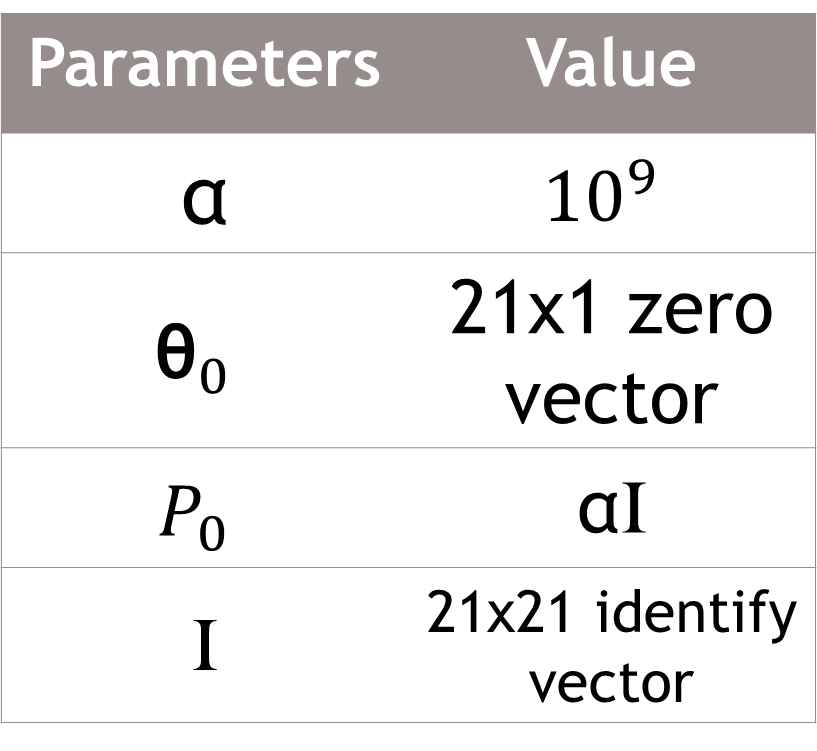 Parameters Value
α 10⁹
θ₀ 21x1 zero
vector
P₀ αI
I 21x21 identify
vector